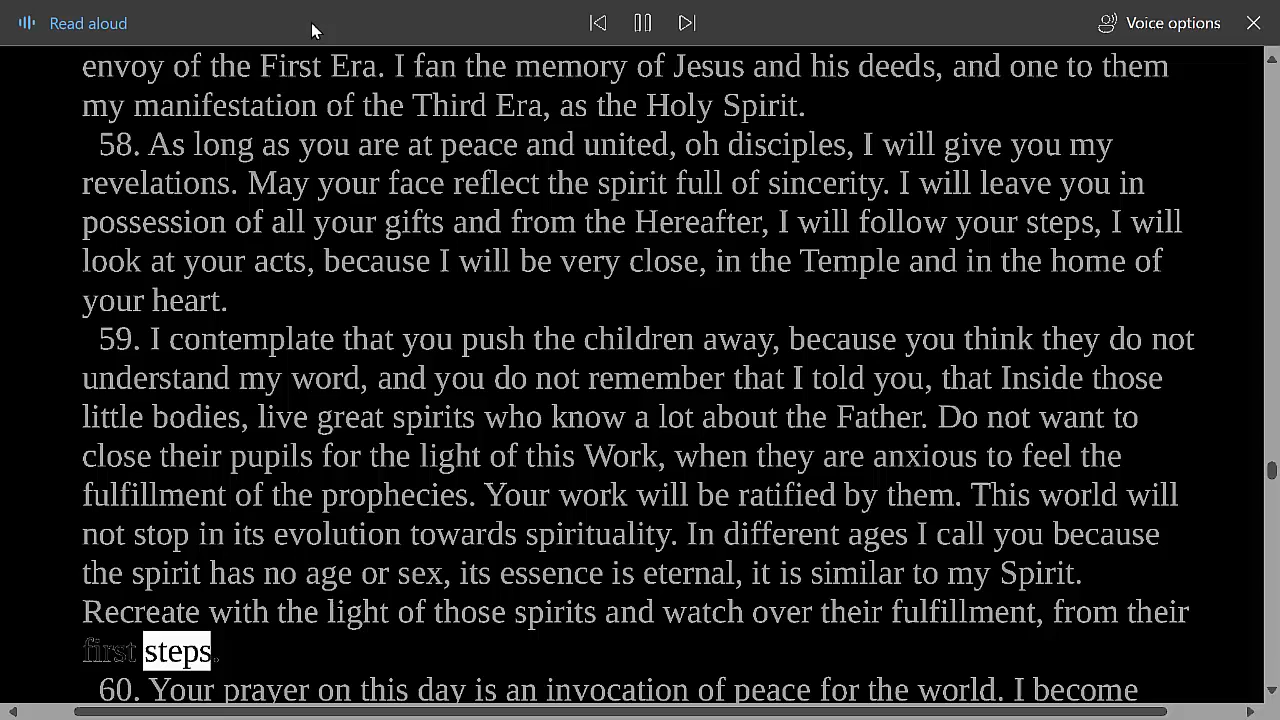 Read aloud
Voice options
envoy of the First Era. I fan the memory of Jesus and his deeds, and one to them
my manifestation of the Third Era, as the Holy Spirit.
58. As long as you are at peace and united, oh disciples, I will give you my
revelations. May your face reflect the spirit full of sincerity. I will leave you in
possession of all your gifts and from the Hereafter, I will follow your steps, I will
look at your acts, because I will be very close, in the Temple and in the home of
your heart.
59. I contemplate that you push the children away, because you think they do not
understand my word, and you do not remember that I told you, that Inside those
little bodies, live great spirits who know a lot about the Father. Do not want to
close their pupils for the light of this Work, when they are anxious to feel the
fulfillment of the prophecies. Your work will be ratified by them. This world will
not stop in its evolution towards spirituality. In different ages I call you because
the spirit has no age or sex, its essence is eternal, it is similar to my Spirit.
Recreate with the light of those spirits and watch over their fulfillment, from their
first steps.
60. Your prayer on this day is an invocation of peace for the world. I become